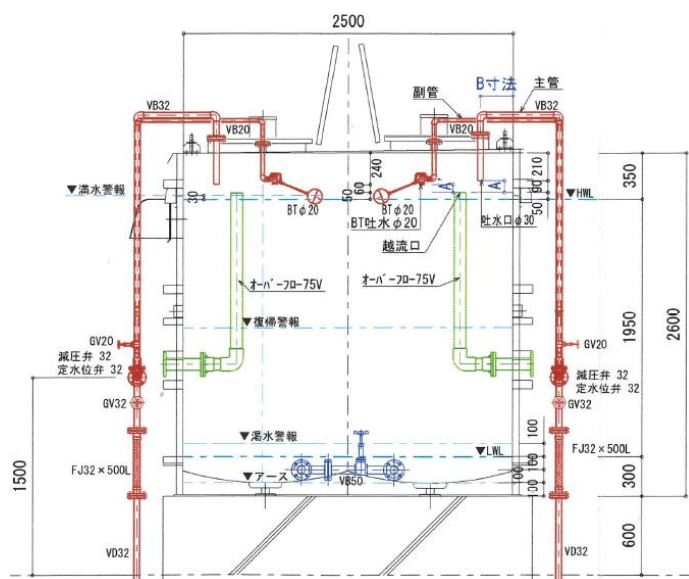 2500
B寸法
主管
副管
VB32
VB20
VB20
VB32
240
210
350
▼満水警報
30
50
60
A
A
90
50
▼HWL
BTφ20
BTφ20
BT吐水φ20
吐水口φ30
越流口
オーバーフロー75V
オーバーフロー75V
▼復帰警報
1950
2600
GV20
GV20
減圧弁 32
定水位弁 32
減圧弁 32
定水位弁 32
GV32
GV32
▼渇水警報
100
▼LWL
FJ32×500L
FJ32×500L
100
100
100
▼アース
VB50
300
1500
600
VD32
VD32